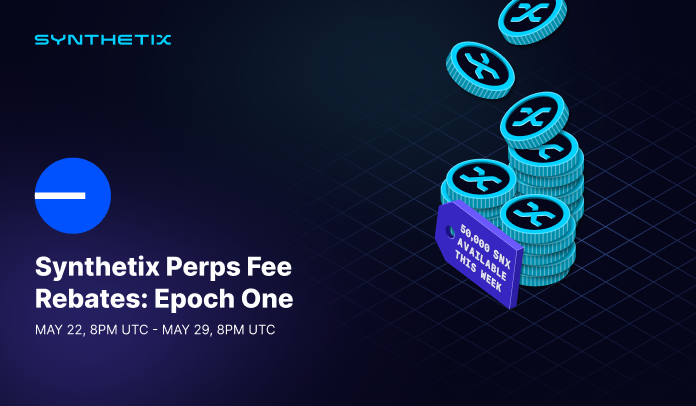 SYNTHETIX
Synthetix Perps Fee
Rebates: Epoch One
MAY 22, 8PM UTC - MAY 29, 8PM UTC
50,000 SNX
AVAILABLE
THIS WEEK